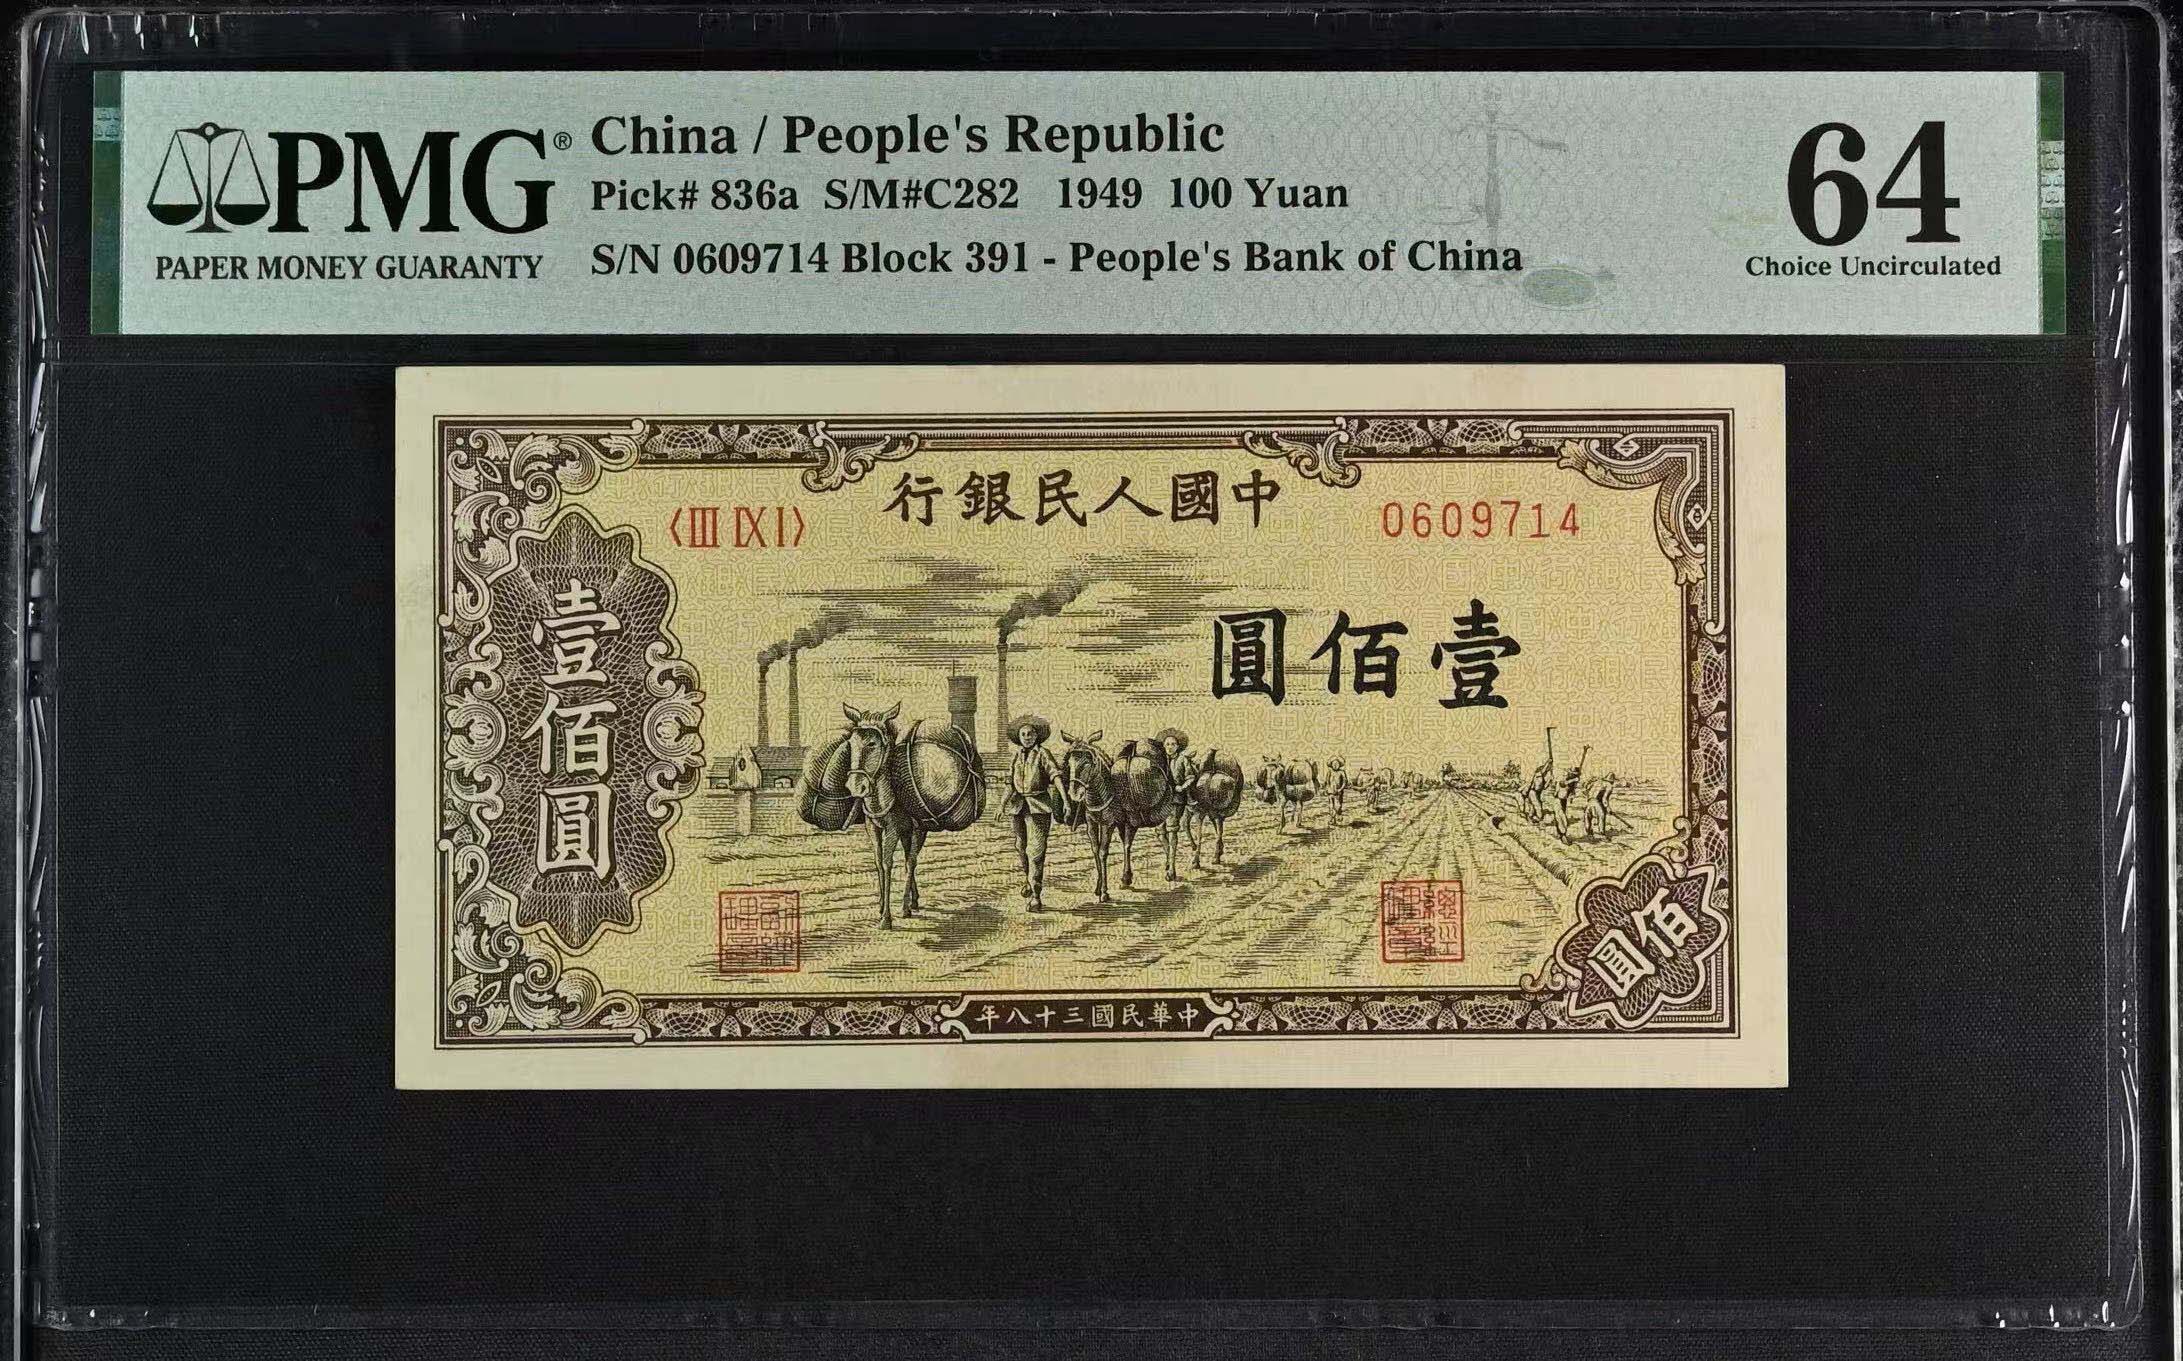 PMG®
PAPER MONEY GUARANTY
China / People's Republic
Pick# 836a S/M#C282 1949 100 Yuan
S/N 0609714 Block 391 - People's Bank of China
64
Choice Uncirculated
行銀民人國中
〈III IX I〉
0609714
圓佰壹
壹佰圓
佰圓
年八十三國民華中